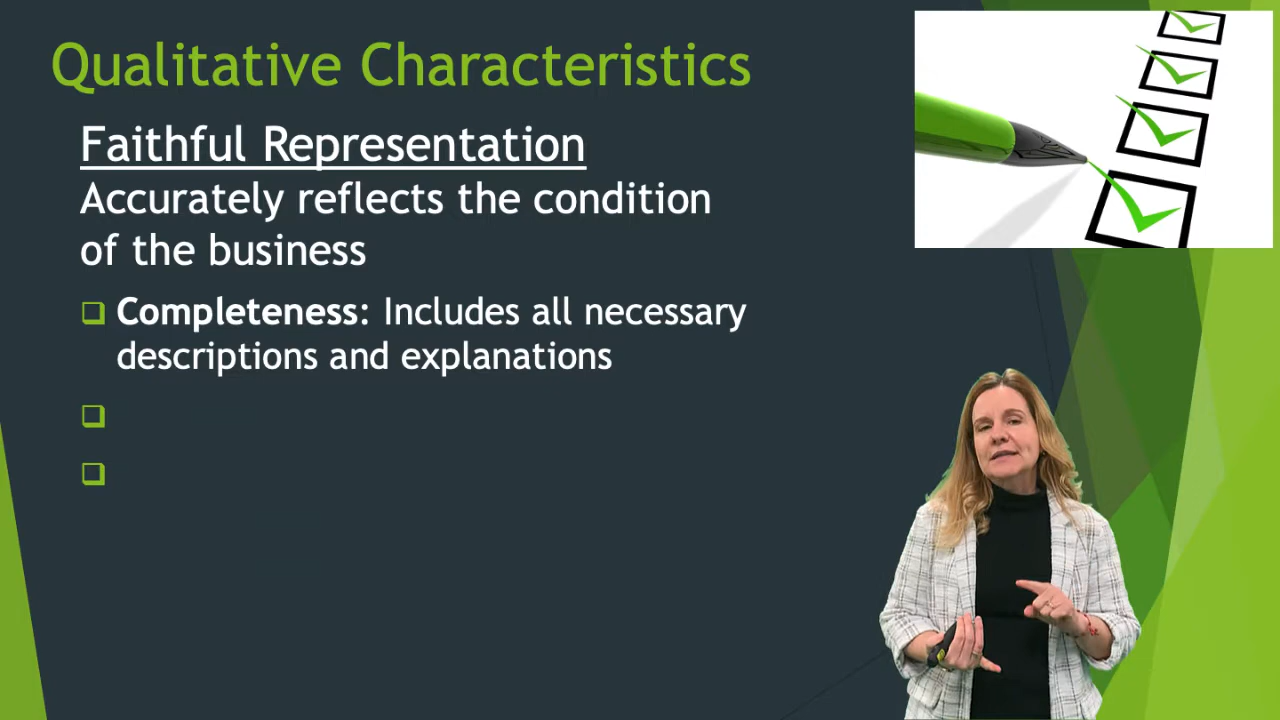 Qualitative Characteristics
Faithful Representation
Accurately reflects the condition
of the business
Completeness: Includes all necessary
descriptions and explanations